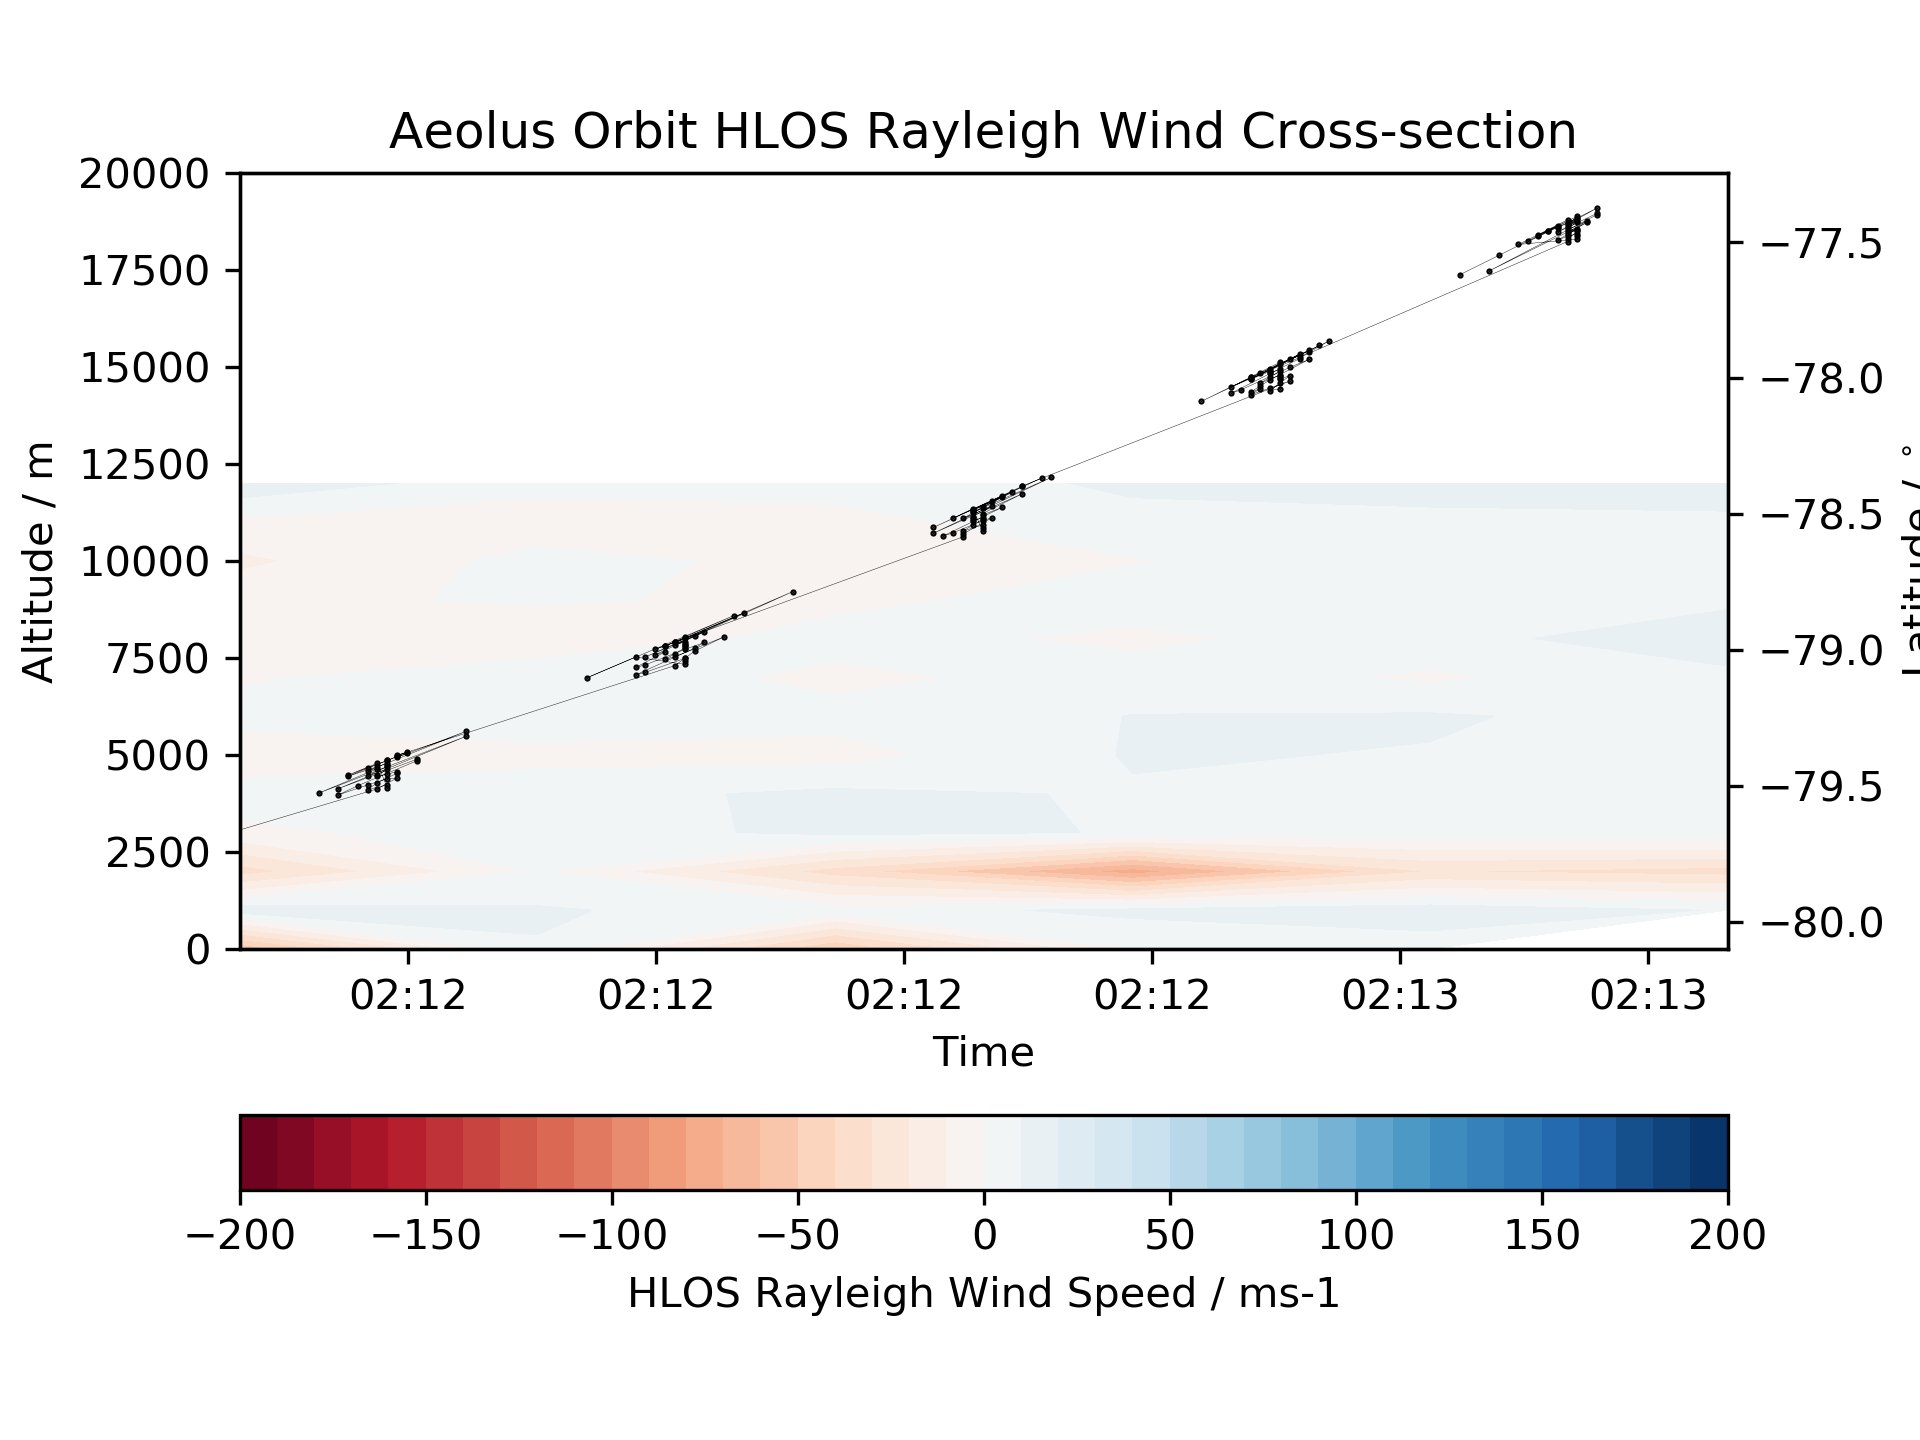 Aeolus Orbit HLOS Rayleigh Wind Cross-section
20000
17500
15000
12500
10000
7500
5000
2500
0
Altitude / m
−77.5
−78.0
−78.5
−79.0
−79.5
−80.0
Latitude / °
02:12 02:12 02:12 02:12 02:13 02:13
Time
−200 −150 −100 −50 0 50 100 150 200
HLOS Rayleigh Wind Speed / ms-1